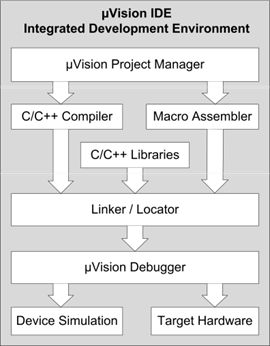 µVision IDE
Integrated Development Environment
µVision Project Manager
C/C++ Compiler
Macro Assembler
C/C++ Libraries
Linker / Locator
µVision Debugger
Device Simulation
Target Hardware